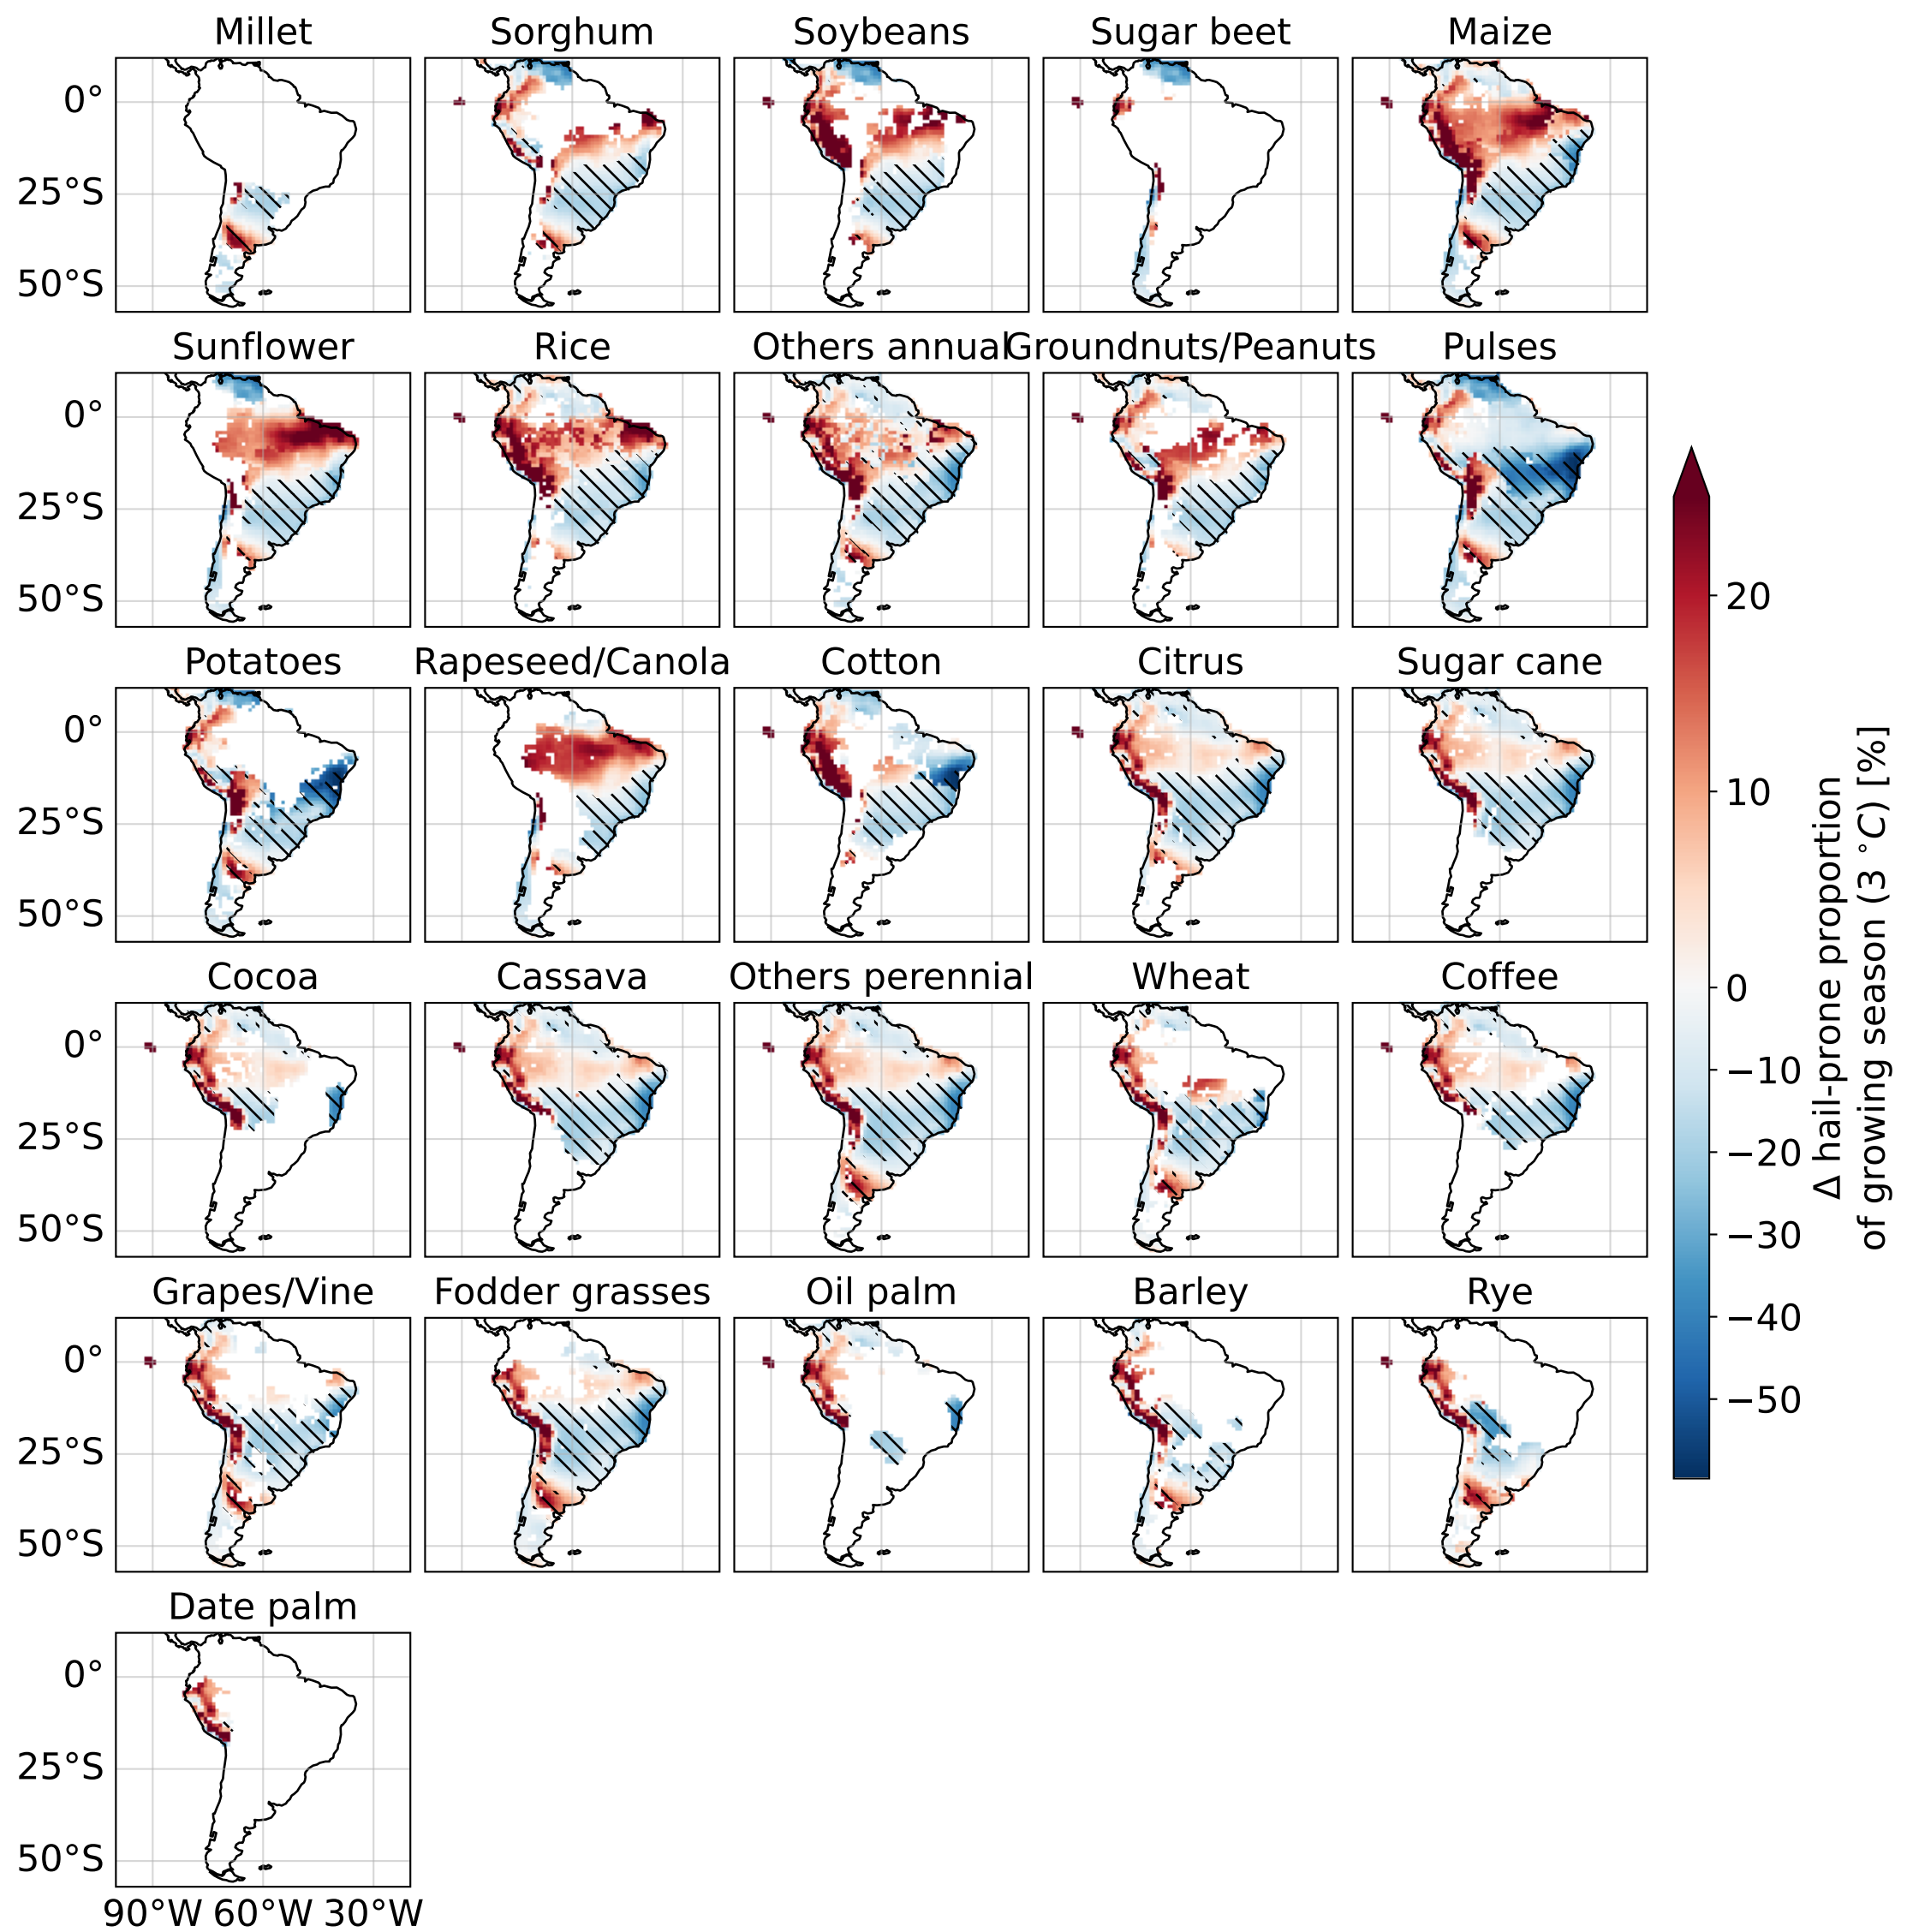 Millet Sorghum Soybeans Sugar beet Maize
0°
25°S
50°S
Sunflower Rice Others annual Groundnuts/Peanuts Pulses
0°
25°S
50°S
Potatoes Rapeseed/Canola Cotton Citrus Sugar cane
0°
25°S
50°S
Cocoa Cassava Others perennial Wheat Coffee
0°
25°S
50°S
Grapes/Vine Fodder grasses Oil palm Barley Rye
0°
25°S
50°S
Date palm
0°
25°S
50°S
90°W 60°W 30°W
20
10
0
−10
−20
−30
−40
−50
Δ hail-prone proportion
of growing season (3 °C) [%]